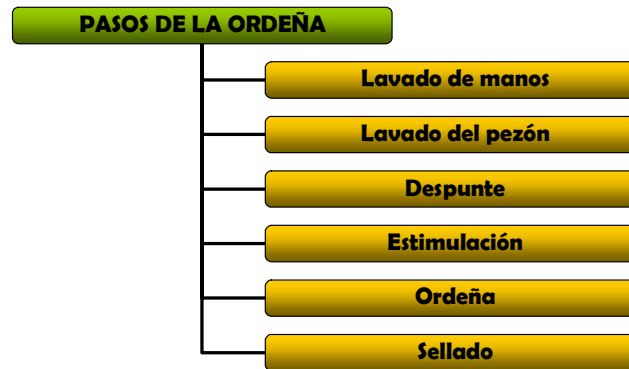 PASOS DE LA ORDEÑA
Lavado de manos
Lavado del pezón
Despunte
Estimulación
Ordeña
Sellado